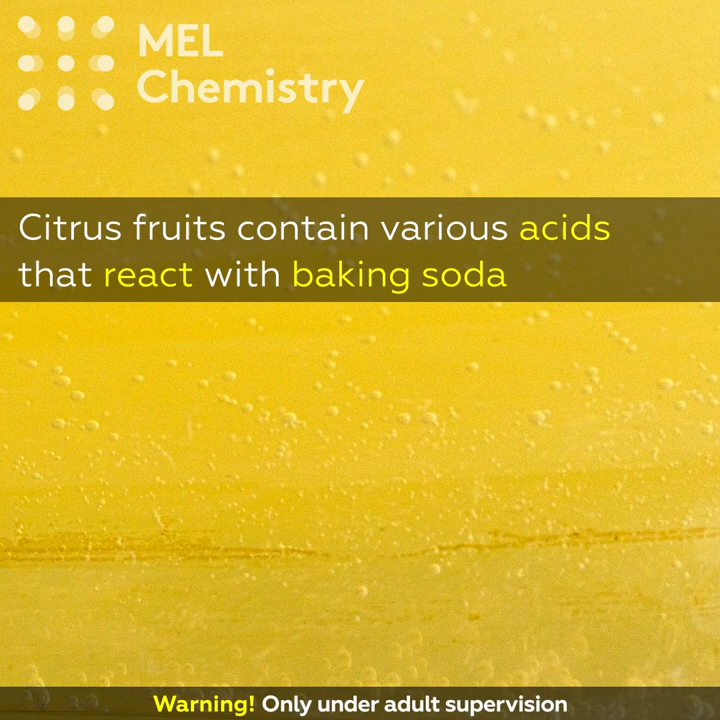 MEL
Chemistry
Citrus fruits contain various acids
that react with baking soda
Warning! Only under adult supervision